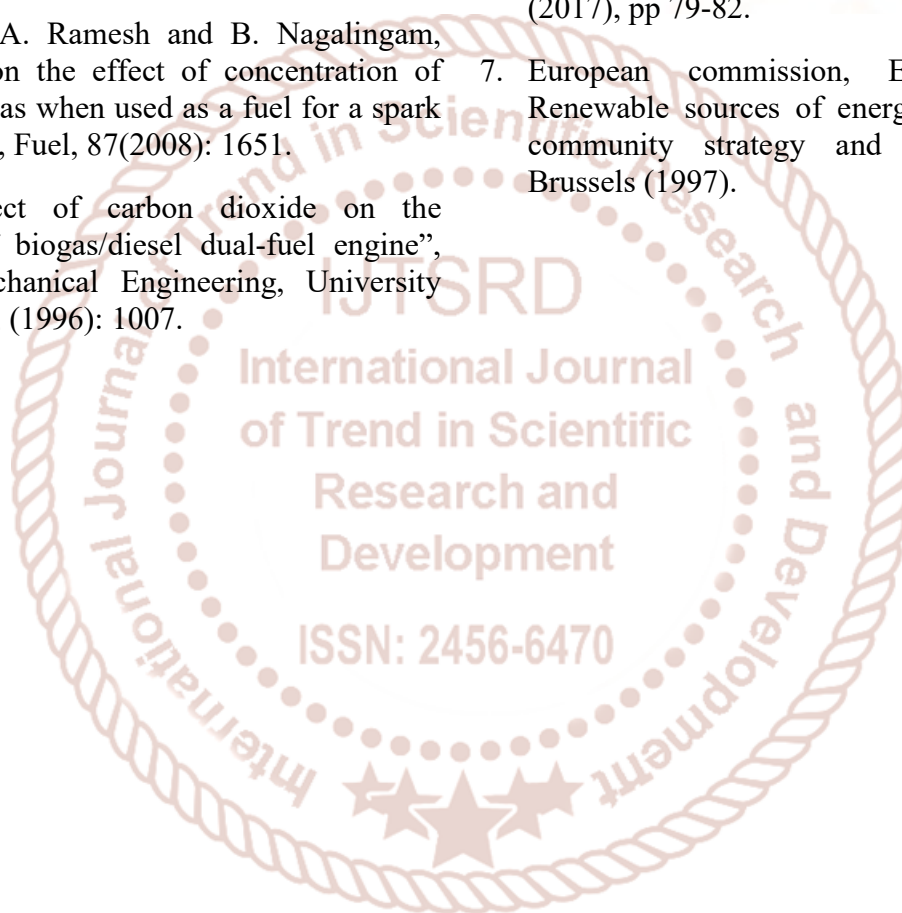 A. Ramesh and B. Nagalingam,
on the effect of concentration of
as when used as a fuel for a spark
, Fuel, 87(2008): 1651.
ect of carbon dioxide on the
biogas/diesel dual-fuel engine”,
chanical Engineering, University
(1996): 1007.
(2017), pp 79-82.
7. European commission, E
Renewable sources of energ
community strategy and
Brussels (1997).
International Journal of Trend in Scientific Research and Development
IJTSRD
International Journal
of Trend in Scientific
Research and
Development
ISSN: 2456-6470